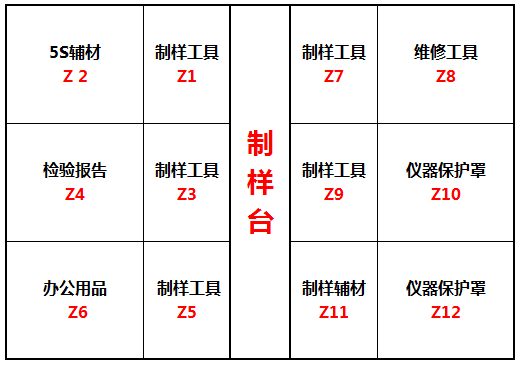 5S辅材
Z 2
制样工具
Z1
制样工具
Z7
维修工具
Z8
检验报告
Z4
制样工具
Z3
制样台
制样工具
Z9
仪器保护罩
Z10
办公用品
Z6
制样工具
Z5
制样辅材
Z11
仪器保护罩
Z12